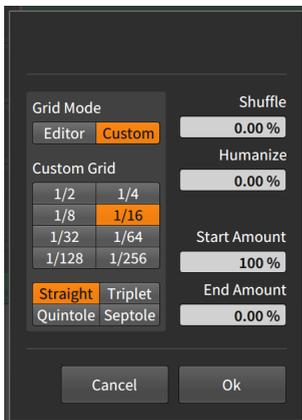 Grid Mode
Editor Custom
Custom Grid
1/2 1/4
1/8 1/16
1/32 1/64
1/128 1/256
Straight Triplet
Quintole Septole
Shuffle
0.00 %
Humanize
0.00 %
Start Amount
100 %
End Amount
0.00 %
Cancel Ok